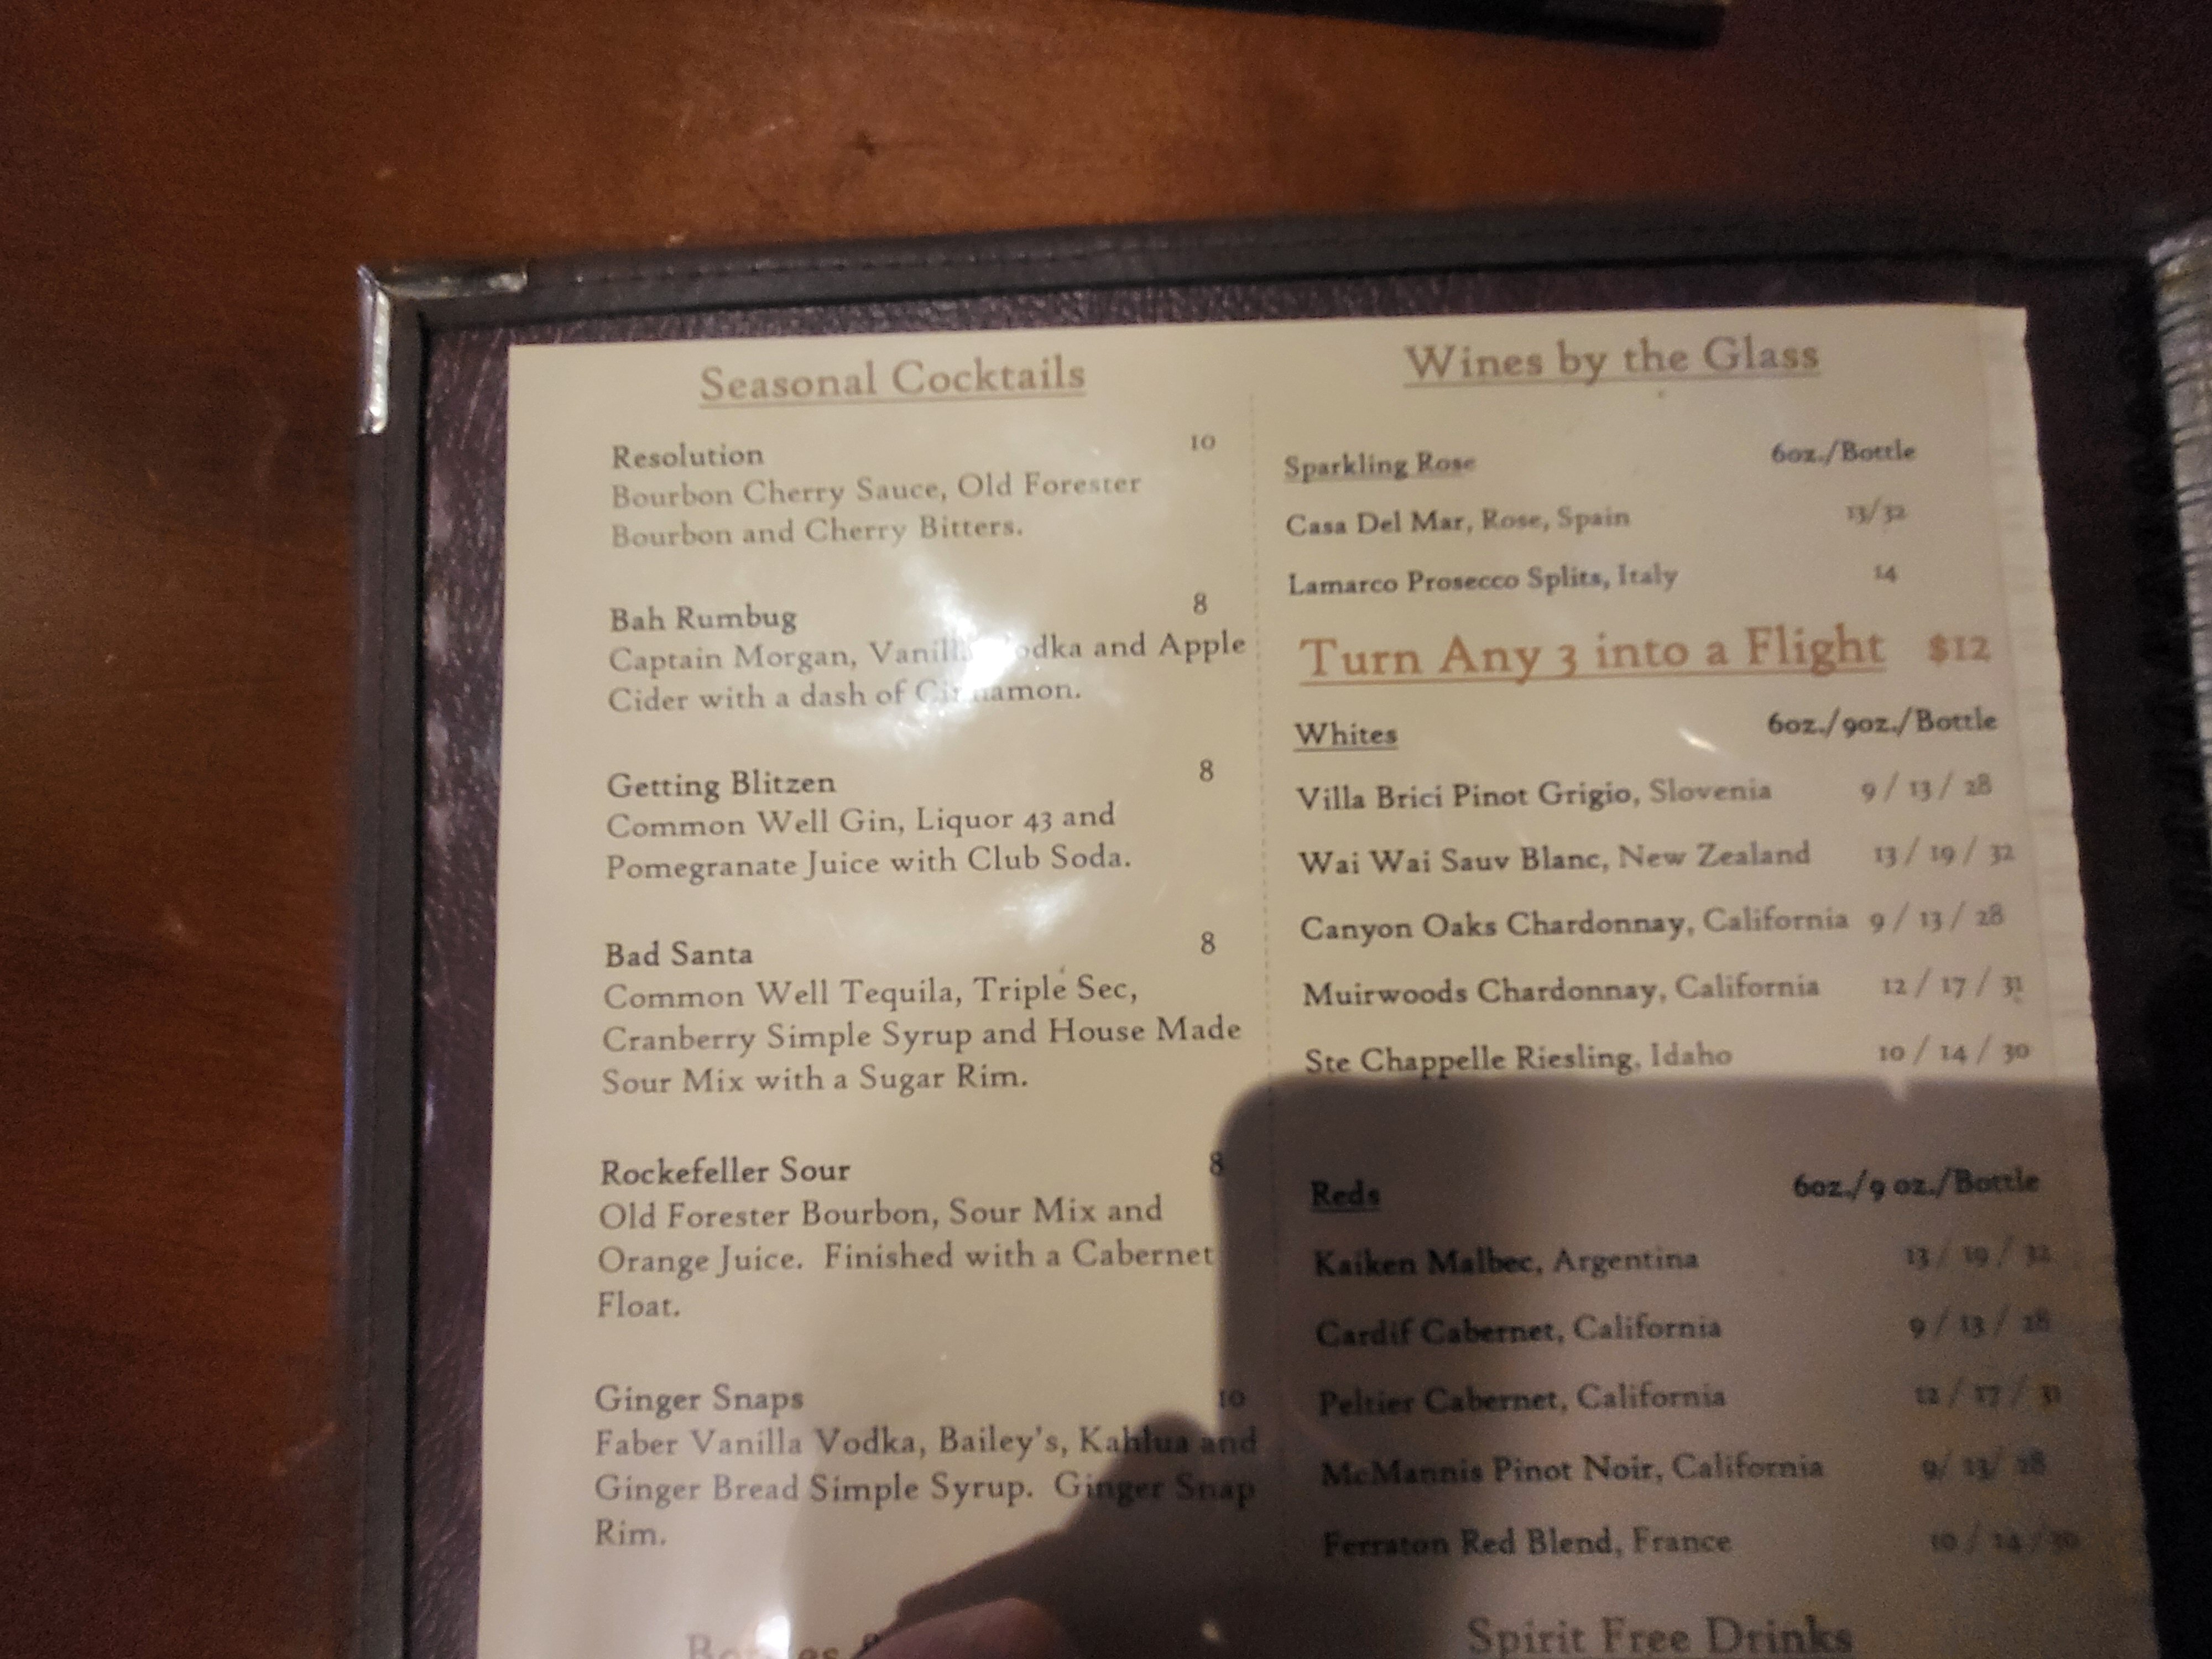 Seasonal Cocktails
Resolution 10
Bourbon Cherry Sauce, Old Forester
Bourbon and Cherry Bitters.
Bah Rumbug 8
Captain Morgan, Vanilla Vodka and Apple
Cider with a dash of Cinnamon.
Getting Blitzen 8
Common Well Gin, Liquor 43 and
Pomegranate Juice with Club Soda.
Bad Santa 8
Common Well Tequila, Triple Sec,
Cranberry Simple Syrup and House Made
Sour Mix with a Sugar Rim.
Rockefeller Sour 8
Old Forester Bourbon, Sour Mix and
Orange Juice. Finished with a Cabernet
Float.
Ginger Snaps 10
Faber Vanilla Vodka, Bailey's, Kahlua and
Ginger Bread Simple Syrup. Ginger Snap
Rim.
Wines by the Glass
Sparkling Rose 6oz./Bottle
Casa Del Mar, Rose, Spain 13/32
Lamarco Prosecco Splits, Italy 14
Turn Any 3 into a Flight $12
Whites 6oz./9oz./Bottle
Villa Brici Pinot Grigio, Slovenia 9 / 13 / 28
Wai Wai Sauv Blanc, New Zealand 13 / 19 / 32
Canyon Oaks Chardonnay, California 9 / 13 / 28
Muirwoods Chardonnay, California 12 / 17 / 31
Ste Chappelle Riesling, Idaho 10 / 14 / 30
Reds 6oz./9 oz./Bottle
Kaiken Malbec, Argentina 13 / 19 / 32
Cardif Cabernet, California 9 / 13 / 28
Peltier Cabernet, California 12 / 17 / 31
McMannis Pinot Noir, California 9/ 13/ 28
Ferraton Red Blend, France 10 / 14 / 30
Spirit Free Drinks